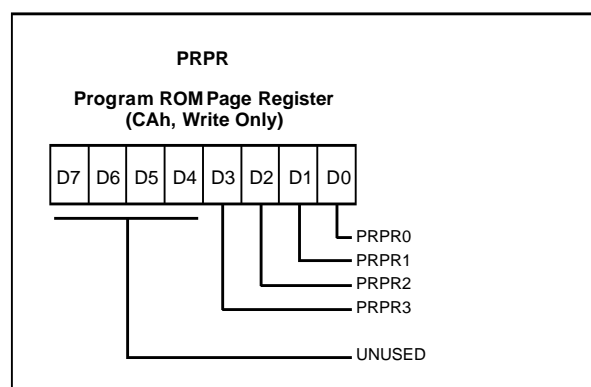 PRPR
Program ROM Page Register
(CAh, Write Only)
D7 D6 D5 D4 D3 D2 D1 D0
PRPR0
PRPR1
PRPR2
PRPR3
UNUSED